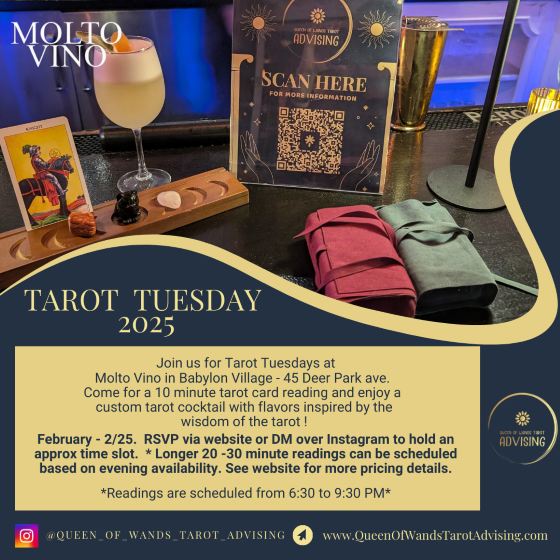 MOLTO
VINO
QUEEN OF WANDS TAROT
ADVISING
SCAN HERE
FOR MORE INFORMATION
TAROT TUESDAY
2025
Join us for Tarot Tuesdays at
Molto Vino in Babylon Village - 45 Deer Park ave.
Come for a 10 minute tarot card reading and enjoy a
custom tarot cocktail with flavors inspired by the
wisdom of the tarot !
February - 2/25. RSVP via website or DM over Instagram to hold an
approx time slot. * Longer 20 -30 minute readings can be scheduled
based on evening availability. See website for more pricing details.
*Readings are scheduled from 6:30 to 9:30 PM*
QUEEN OF WANDS TAROT
ADVISING
@QUEEN_OF_WANDS_TAROT_ADVISING
www.QueenOfWandsTarotAdvising.com